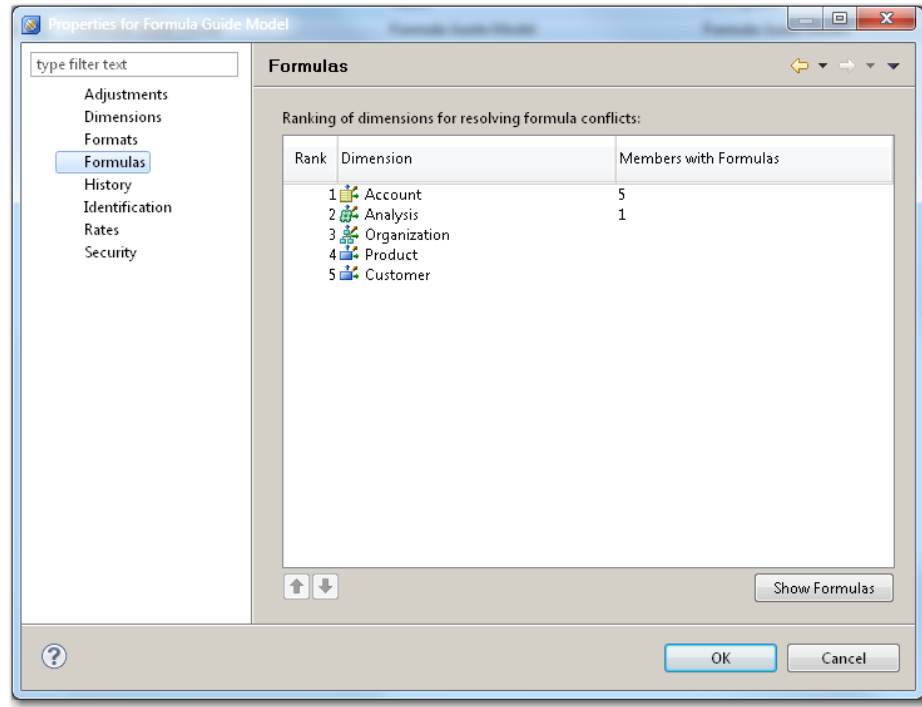 Properties for Formula Guide Model
type filter text
Adjustments
Dimensions
Formats
Formulas
History
Identification
Rates
Security
Formulas
Ranking of dimensions for resolving formula conflicts:
Rank Dimension Members with Formulas
1 Account 5
2 Analysis 1
3 Organization
4 Product
5 Customer
Show Formulas
? OK Cancel